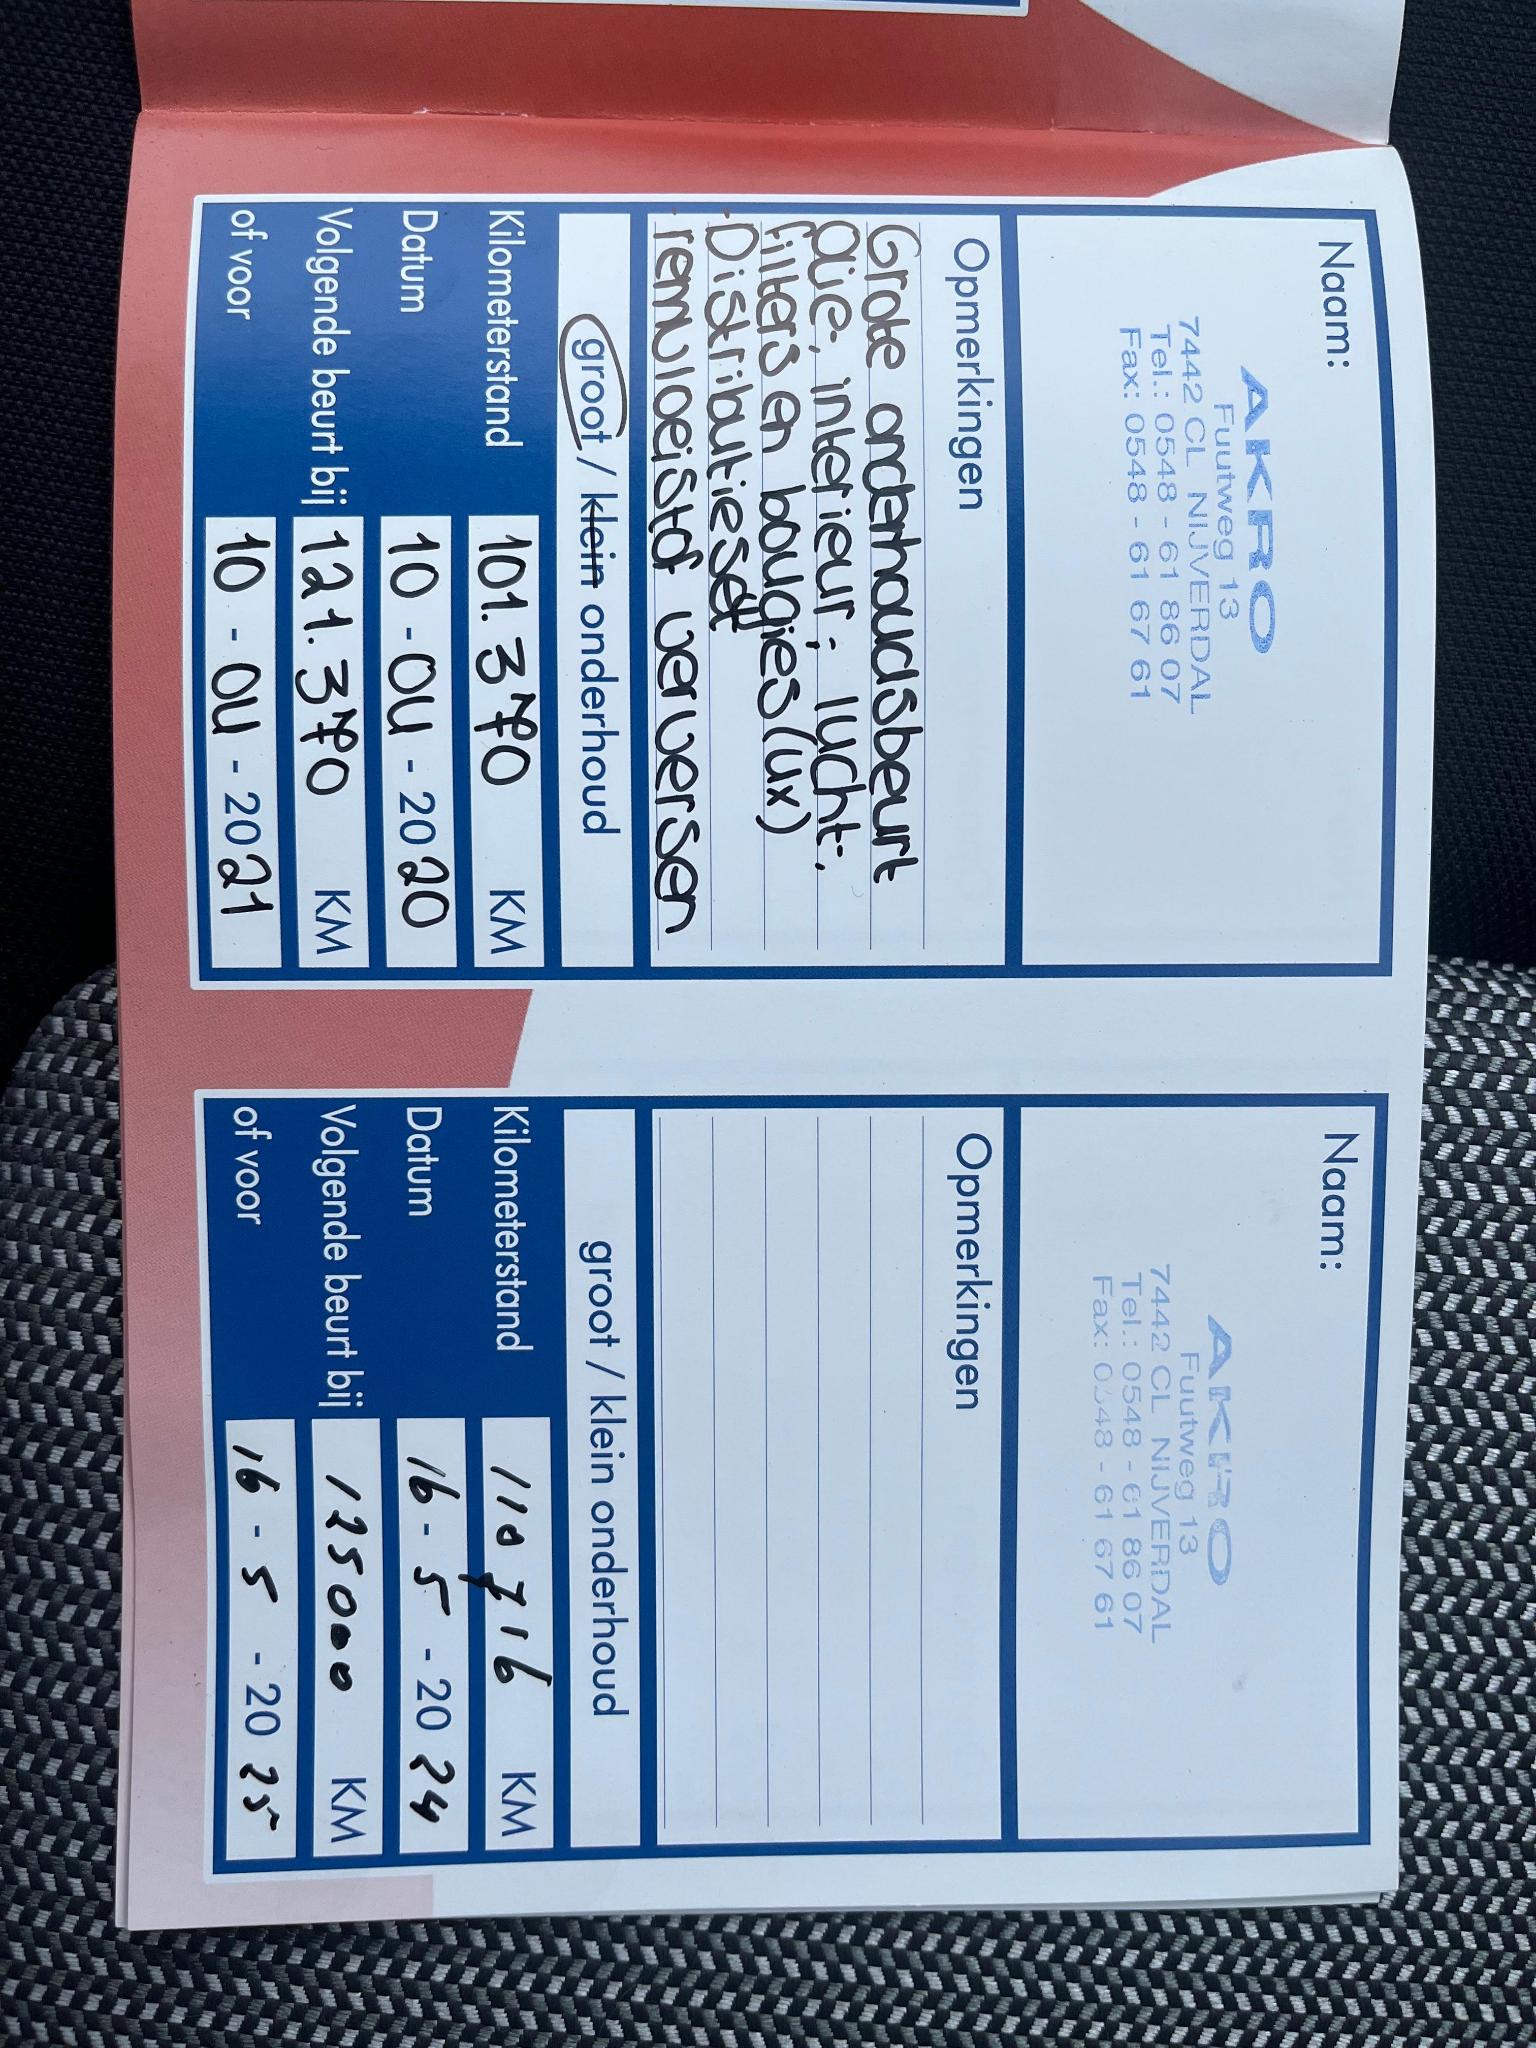 Naam:
AKRO
Fuutweg 13
7442 CL NIJVERDAL
Tel.: 0548 - 61 86 07
Fax: 0548 - 61 67 61
Opmerkingen
Grote onderhoudsbeurt
Olie-, interieur-, lucht-,
filters en bougies (4x)
- Distributieset
- remvloeistof verversen
groot / klein onderhoud
Kilometerstand 101.370 KM
Datum 10 - 04 - 2020
Volgende beurt bij 121.370 KM
of voor 10 - 04 - 2021
Naam:
AKRO
Fuutweg 13
7442 CL NIJVERDAL
Tel.: 0548 - 61 86 07
Fax: 0548 - 61 67 61
Opmerkingen
groot / klein onderhoud
Kilometerstand 110716 KM
Datum 16 - 5 - 2024
Volgende beurt bij 125000 KM
of voor 16 - 5 - 2025